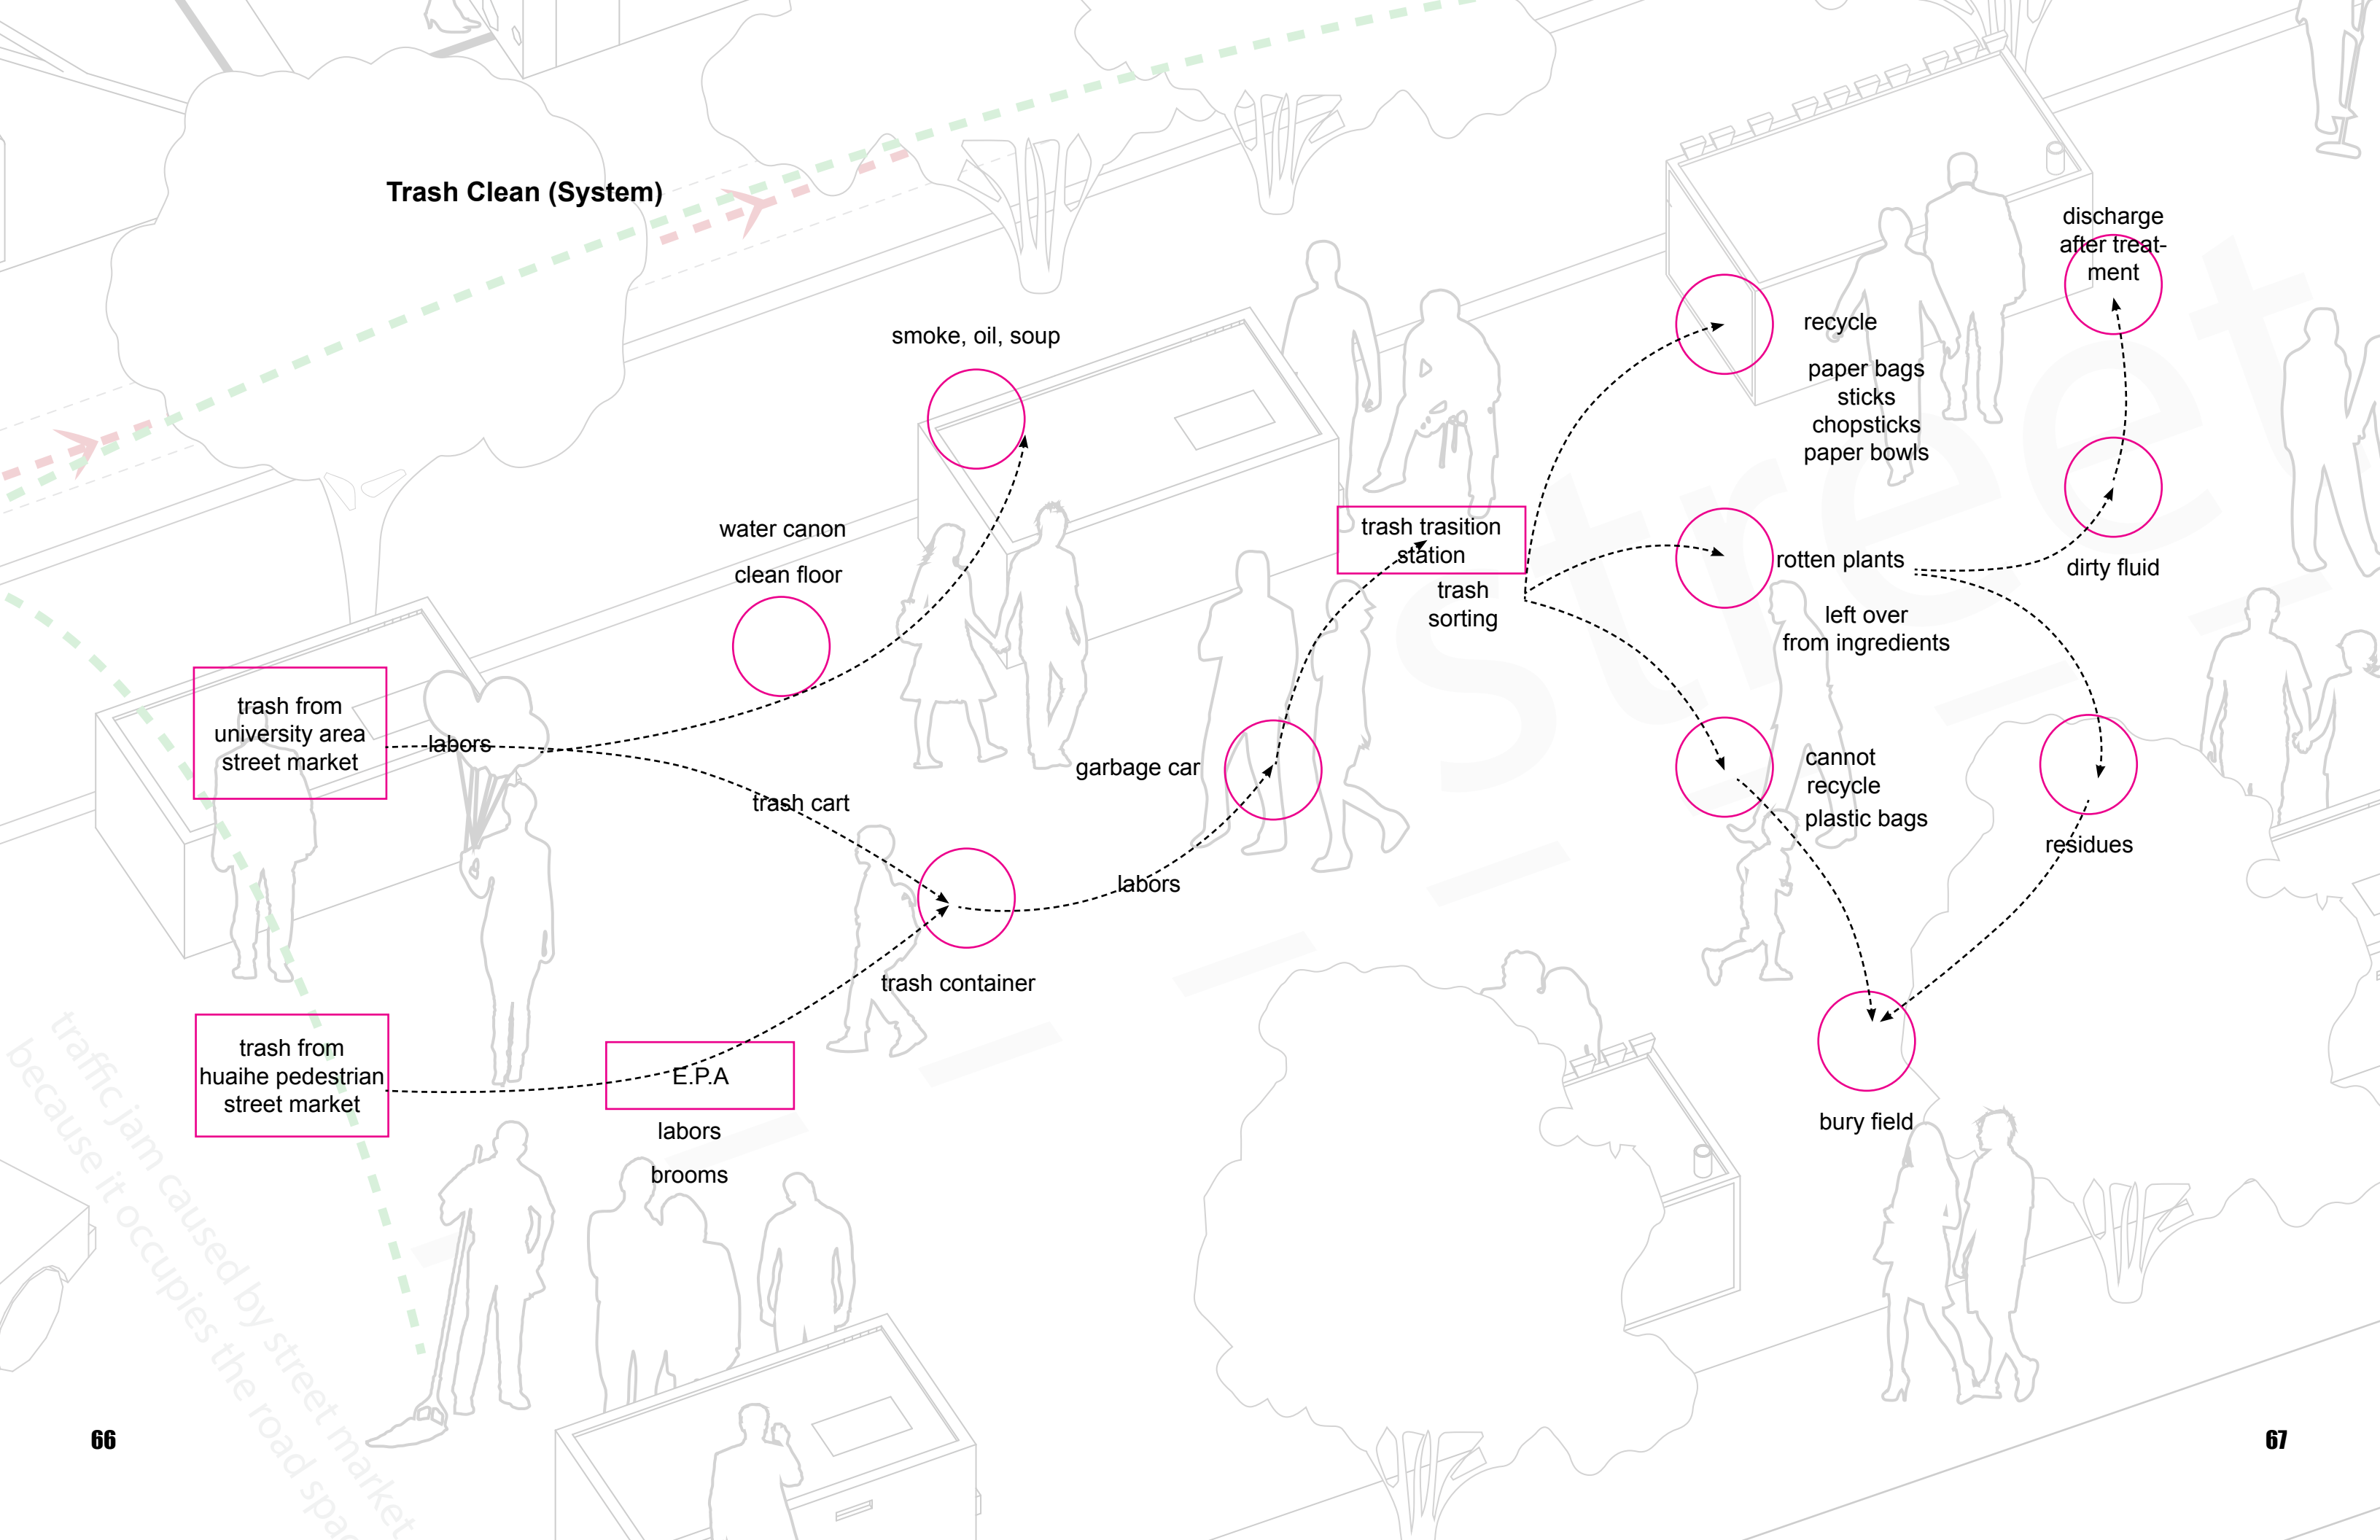 Trash Clean (System)
smoke, oil, soup
water canon
clean floor
trash from
university area
street market
labors
trash cart
trash container
trash from
huaihe pedestrian
street market
E.P.A
labors
brooms
labors
garbage car
trash trasition
station
trash
sorting
recycle
paper bags
sticks
chopsticks
paper bowls
rotten plants
left over
from ingredients
cannot
recycle
plastic bags
discharge
after treat-
ment
dirty fluid
residues
bury field
street
traffic jam caused by street market
because it occupies the road spac
66
67